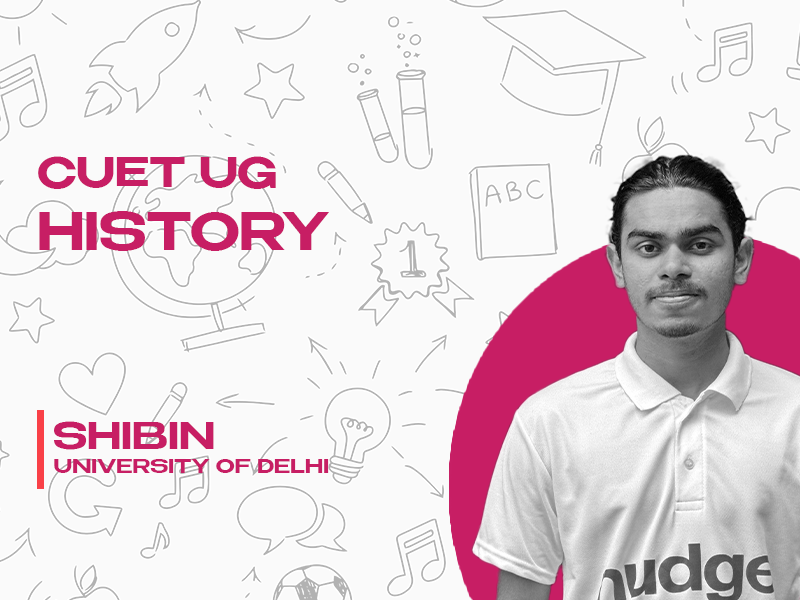 CUET UG
HISTORY
ABC
1
SHIBIN
UNIVERSITY OF DELHI
nudge